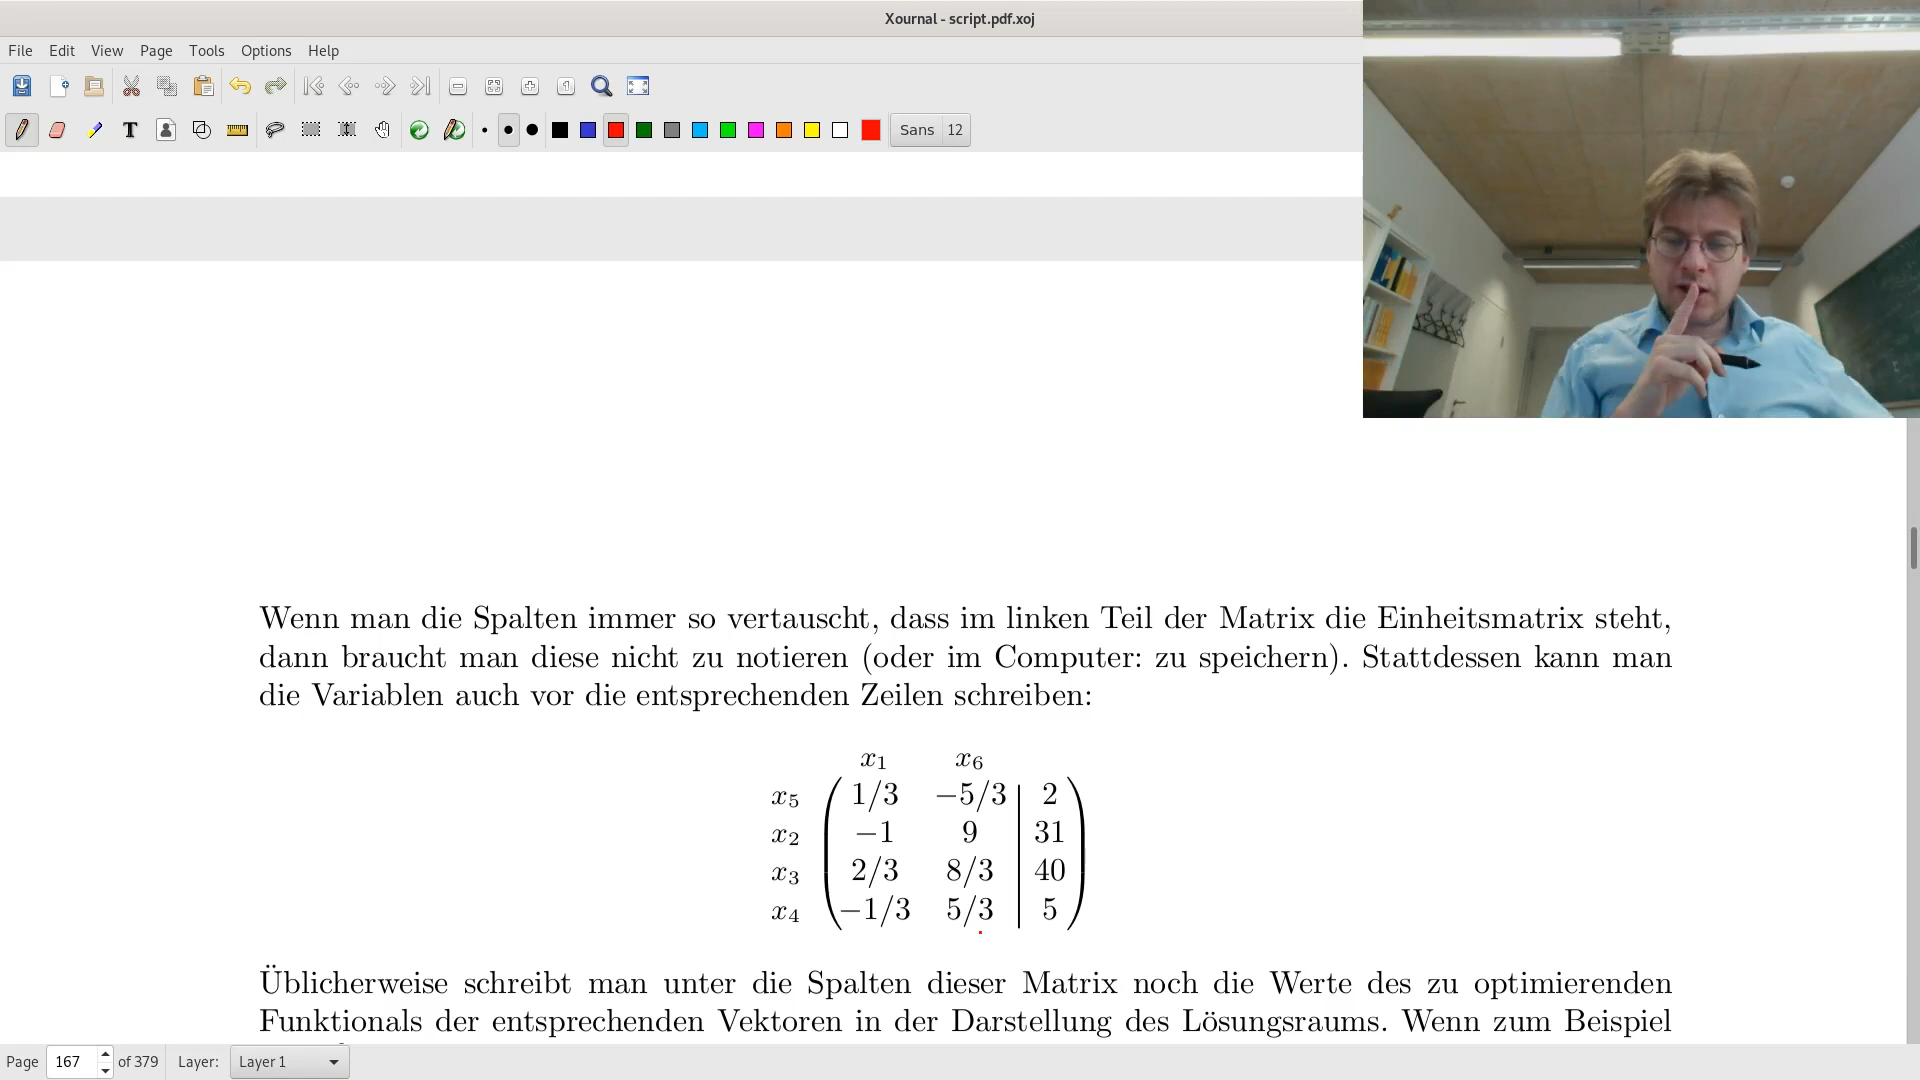 Xournal - script.pdf.xoj
File Edit View Page Tools Options Help
Sans 12
Wenn man die Spalten immer so vertauscht, dass im linken Teil der Matrix die Einheitsmatrix steht,
dann braucht man diese nicht zu notieren (oder im Computer: zu speichern). Stattdessen kann man
die Variablen auch vor die entsprechenden Zeilen schreiben:
x₁ x₆
x₅ 1/3 −5/3 2
x₂ −1 9 31
x₃ 2/3 8/3 40
x₄ −1/3 5/3 5
Üblicherweise schreibt man unter die Spalten dieser Matrix noch die Werte des zu optimierenden
Funktionals der entsprechenden Vektoren in der Darstellung des Lösungsraums. Wenn zum Beispiel
Page 167 of 379 Layer: Layer 1